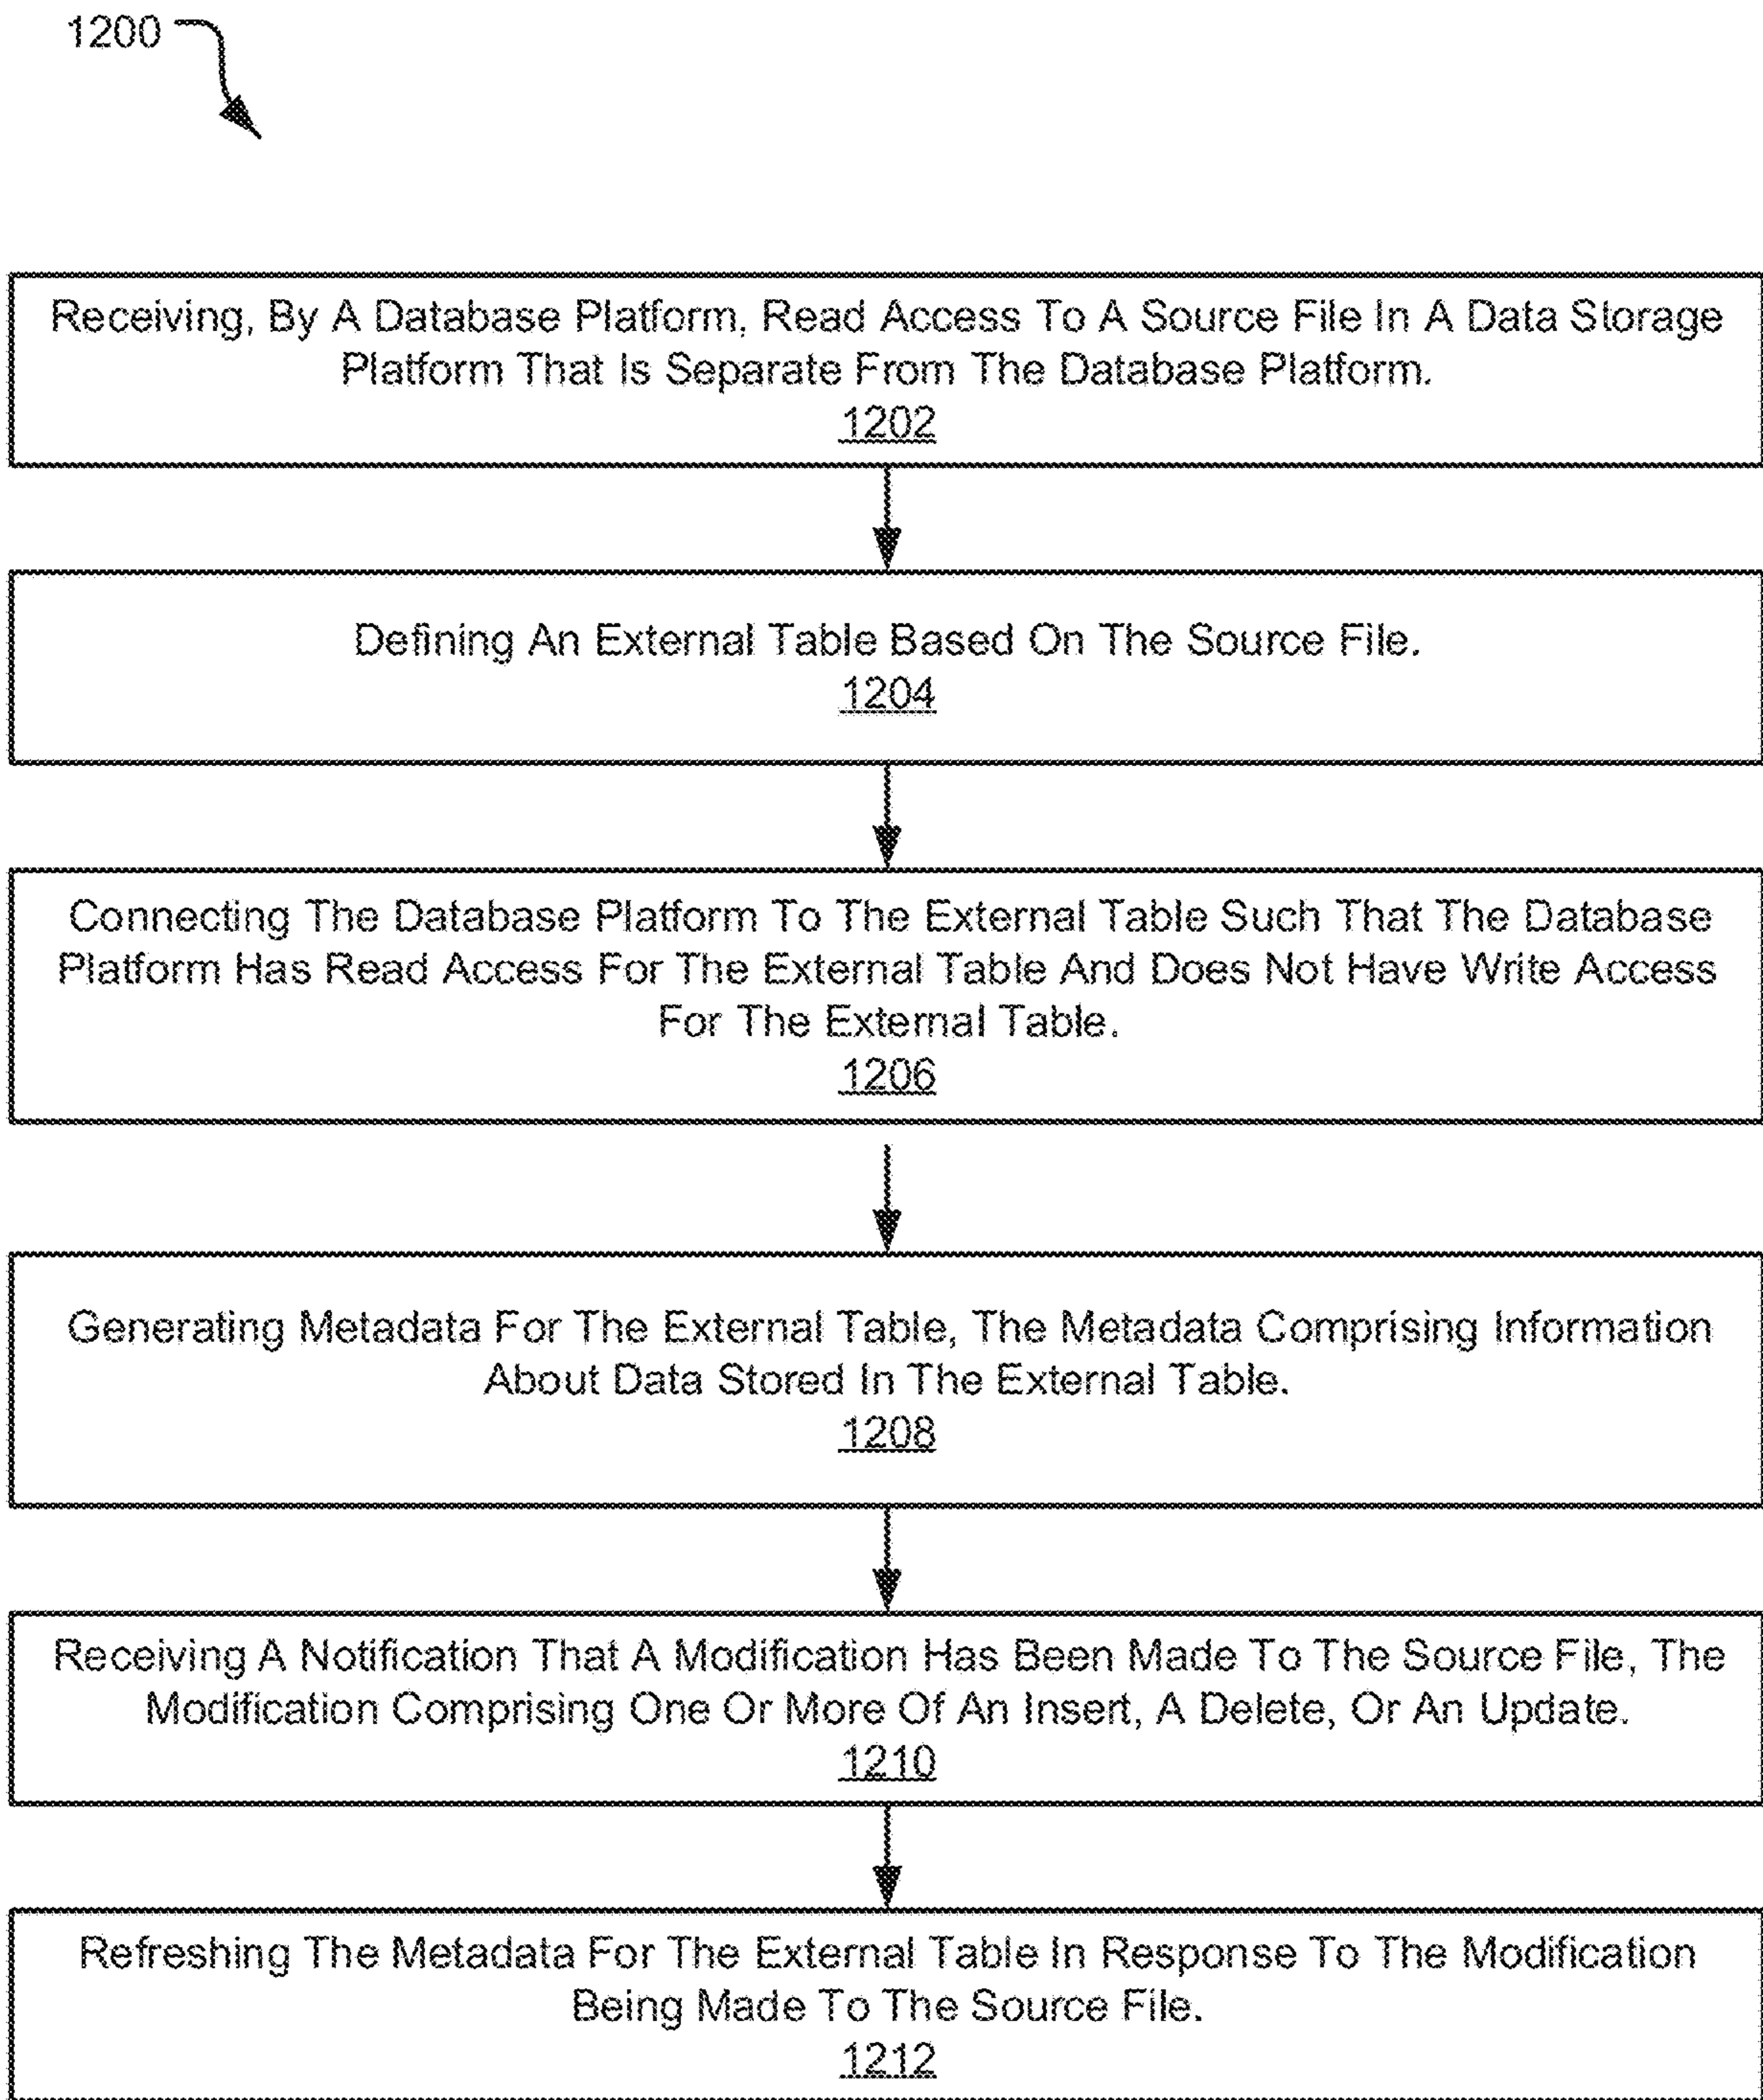 1200
Receiving, By A Database Platform, Read Access To A Source File In A Data Storage
Platform That Is Separate From The Database Platform.
1202
Defining An External Table Based On The Source File.
1204
Connecting The Database Platform To The External Table Such That The Database
Platform Has Read Access For The External Table And Does Not Have Write Access
For The External Table.
1206
Generating Metadata For The External Table, The Metadata Comprising Information
About Data Stored In The External Table.
1208
Receiving A Notification That A Modification Has Been Made To The Source File, The
Modification Comprising One Or More Of An Insert, A Delete, Or An Update.
1210
Refreshing The Metadata For The External Table In Response To The Modification
Being Made To The Source File.
1212